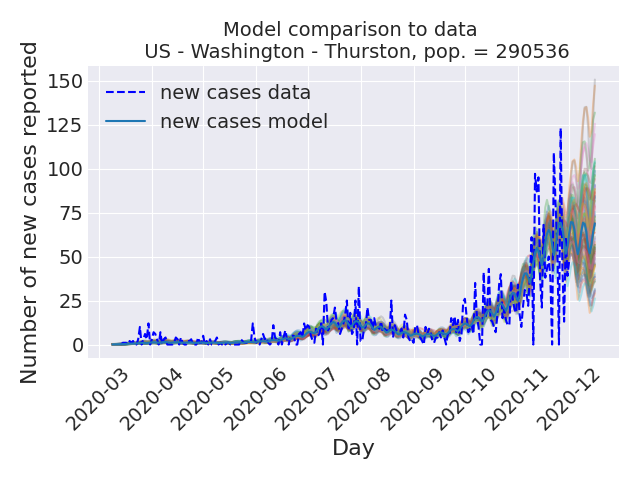 Model comparison to data
US - Washington - Thurston, pop. = 290536
Number of new cases reported
150
125
100
75
50
25
0
new cases data
new cases model
2020-03
2020-04
2020-05
2020-06
2020-07
2020-08
2020-09
2020-10
2020-11
2020-12
Day